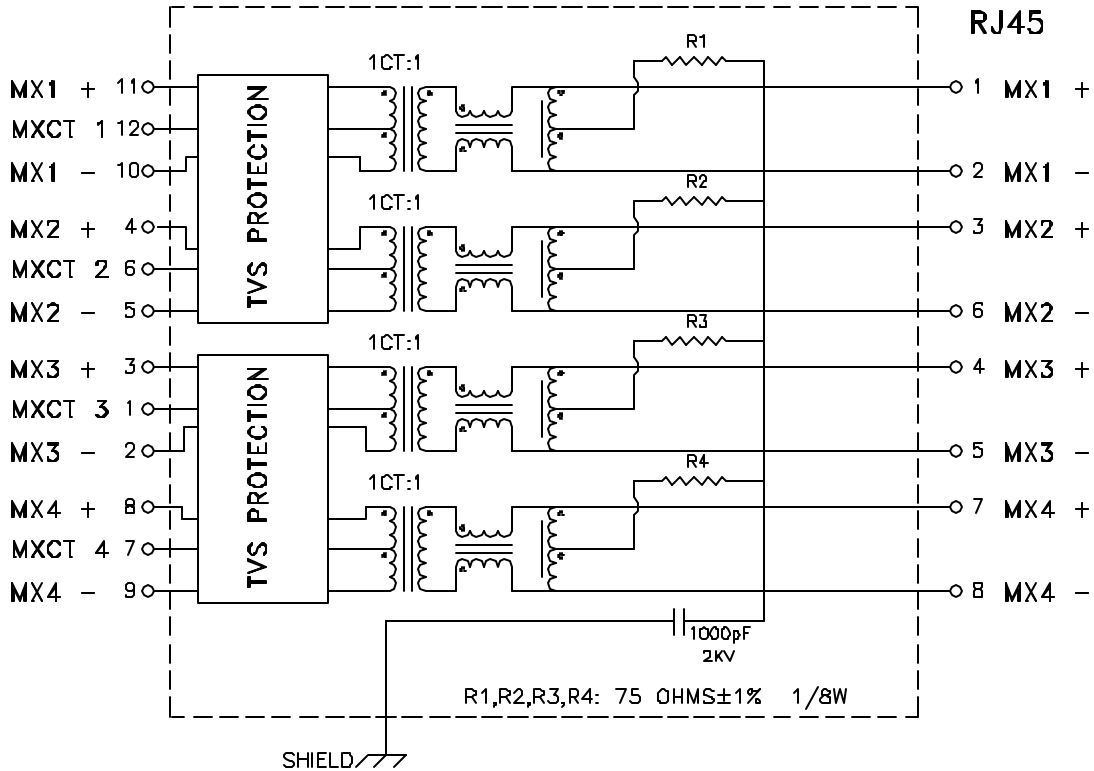 RJ45
R1
1CT:1
MX1 + 11
1 MX1 +
MXCT 1 12
MX1 - 10
2 MX1 -
TVS PROTECTION
R2
1CT:1
MX2 + 4
3 MX2 +
MXCT 2 6
MX2 - 5
6 MX2 -
R3
1CT:1
MX3 + 3
4 MX3 +
MXCT 3 1
MX3 - 2
5 MX3 -
TVS PROTECTION
R4
1CT:1
MX4 + 8
7 MX4 +
MXCT 4 7
MX4 - 9
8 MX4 -
1000pF
2KV
R1,R2,R3,R4: 75 OHMS±1% 1/8W
SHIELD